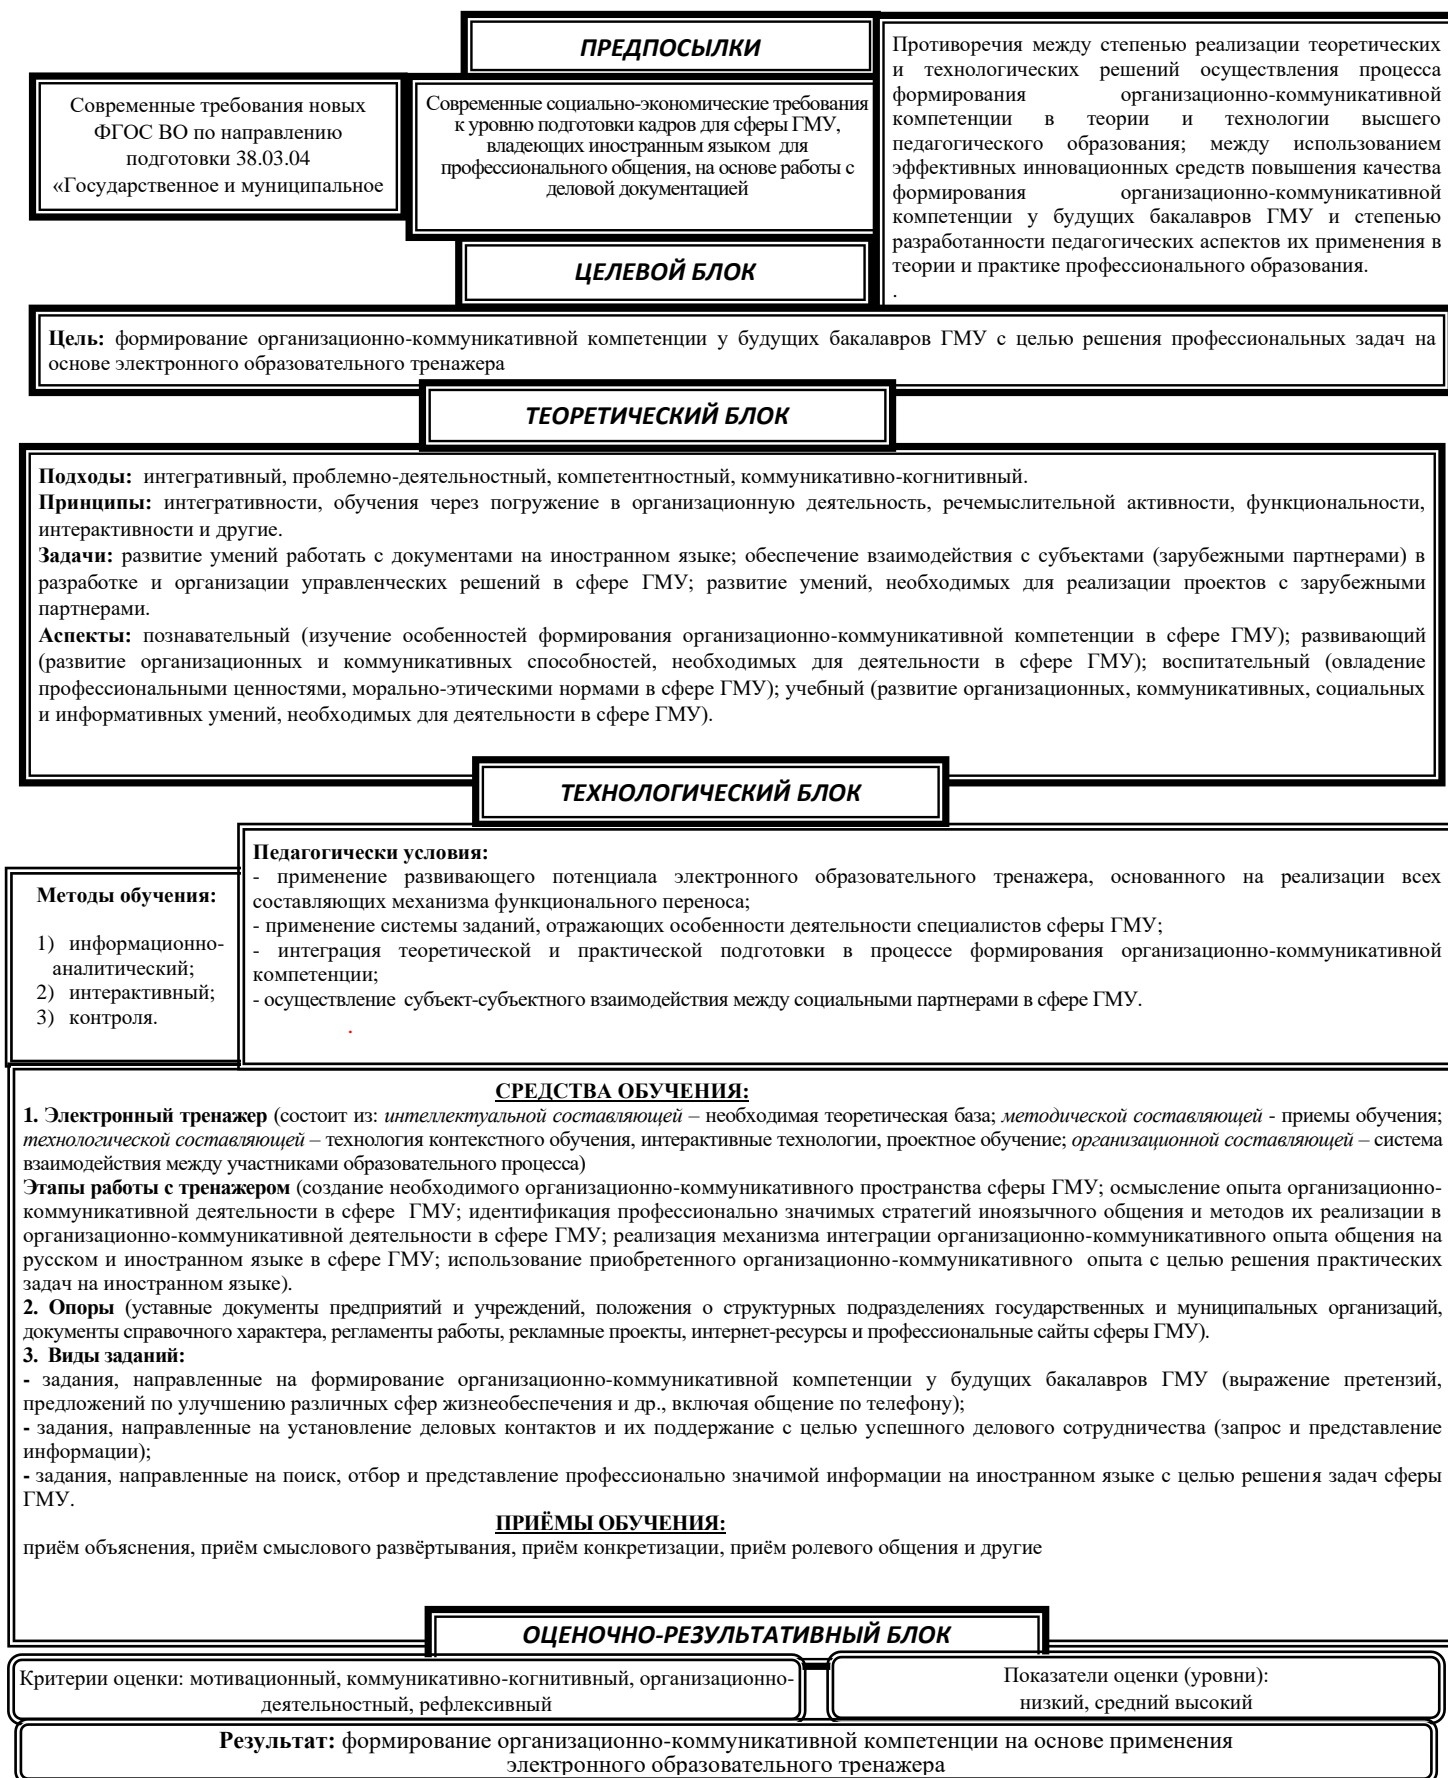 ПРЕДПОСЫЛКИ
Современные требования новых
ФГОС ВО по направлению
подготовки 38.03.04
«Государственное и муниципальное
Современные социально-экономические требования
к уровню подготовки кадров для сферы ГМУ,
владеющих иностранным языком для
профессионального общения, на основе работы с
деловой документацией
Противоречия между степенью реализации теоретических
и технологических решений осуществления процесса
формирования организационно-коммуникативной
компетенции в теории и технологии высшего
педагогического образования; между использованием
эффективных инновационных средств повышения качества
формирования организационно-коммуникативной
компетенции у будущих бакалавров ГМУ и степенью
разработанности педагогических аспектов их применения в
теории и практике профессионального образования.
.
ЦЕЛЕВОЙ БЛОК
Цель: формирование организационно-коммуникативной компетенции у будущих бакалавров ГМУ с целью решения профессиональных задач на
основе электронного образовательного тренажера
ТЕОРЕТИЧЕСКИЙ БЛОК
Подходы: интегративный, проблемно-деятельностный, компетентностный, коммуникативно-когнитивный.
Принципы: интегративности, обучения через погружение в организационную деятельность, речемыслительной активности, функциональности,
интерактивности и другие.
Задачи: развитие умений работать с документами на иностранном языке; обеспечение взаимодействия с субъектами (зарубежными партнерами) в
разработке и организации управленческих решений в сфере ГМУ; развитие умений, необходимых для реализации проектов с зарубежными
партнерами.
Аспекты: познавательный (изучение особенностей формирования организационно-коммуникативной компетенции в сфере ГМУ); развивающий
(развитие организационных и коммуникативных способностей, необходимых для деятельности в сфере ГМУ); воспитательный (овладение
профессиональными ценностями, морально-этическими нормами в сфере ГМУ); учебный (развитие организационных, коммуникативных, социальных
и информативных умений, необходимых для деятельности в сфере ГМУ).
ТЕХНОЛОГИЧЕСКИЙ БЛОК
Методы обучения:
1) информационно-
аналитический;
2) интерактивный;
3) контроля.
Педагогически условия:
- применение развивающего потенциала электронного образовательного тренажера, основанного на реализации всех
составляющих механизма функционального переноса;
- применение системы заданий, отражающих особенности деятельности специалистов сферы ГМУ;
- интеграция теоретической и практической подготовки в процессе формирования организационно-коммуникативной
компетенции;
- осуществление субъект-субъектного взаимодействия между социальными партнерами в сфере ГМУ.
.
СРЕДСТВА ОБУЧЕНИЯ:
1. Электронный тренажер (состоит из: интеллектуальной составляющей – необходимая теоретическая база; методической составляющей - приемы обучения;
технологической составляющей – технология контекстного обучения, интерактивные технологии, проектное обучение; организационной составляющей – система
взаимодействия между участниками образовательного процесса)
Этапы работы с тренажером (создание необходимого организационно-коммуникативного пространства сферы ГМУ; осмысление опыта организационно-
коммуникативной деятельности в сфере ГМУ; идентификация профессионально значимых стратегий иноязычного общения и методов их реализации в
организационно-коммуникативной деятельности в сфере ГМУ; реализация механизма интеграции организационно-коммуникативного опыта общения на
русском и иностранном языке в сфере ГМУ; использование приобретенного организационно-коммуникативного опыта с целью решения практических
задач на иностранном языке).
2. Опоры (уставные документы предприятий и учреждений, положения о структурных подразделениях государственных и муниципальных организаций,
документы справочного характера, регламенты работы, рекламные проекты, интернет-ресурсы и профессиональные сайты сферы ГМУ).
3. Виды заданий:
- задания, направленные на формирование организационно-коммуникативной компетенции у будущих бакалавров ГМУ (выражение претензий,
предложений по улучшению различных сфер жизнеобеспечения и др., включая общение по телефону);
- задания, направленные на установление деловых контактов и их поддержание с целью успешного делового сотрудничества (запрос и представление
информации);
- задания, направленные на поиск, отбор и представление профессионально значимой информации на иностранном языке с целью решения задач сферы
ГМУ.
ПРИЁМЫ ОБУЧЕНИЯ:
приём объяснения, приём смыслового развёртывания, приём конкретизации, приём ролевого общения и другие
ОЦЕНОЧНО-РЕЗУЛЬТАТИВНЫЙ БЛОК
Критерии оценки: мотивационный, коммуникативно-когнитивный, организационно-
деятельностный, рефлексивный
Показатели оценки (уровни):
низкий, средний высокий
Результат: формирование организационно-коммуникативной компетенции на основе применения
электронного образовательного тренажера